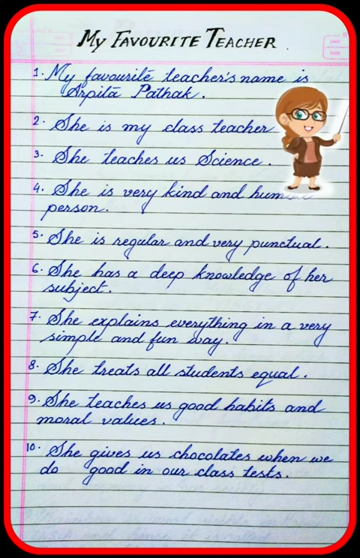 My Favourite Teacher
1. My favourite teacher's name is
Arpita Pathak.
2. She is my class teacher
3. She teaches us Science.
4. She is very kind and hum
person.
5. She is regular and very punctual.
6. She has a deep knowledge of her
subject.
7. She explains everything in a very
simple and fun way.
8. She treats all students equal.
9. She teaches us good habits and
moral values.
10. She gives us chocolates when we
do good in our class tests.